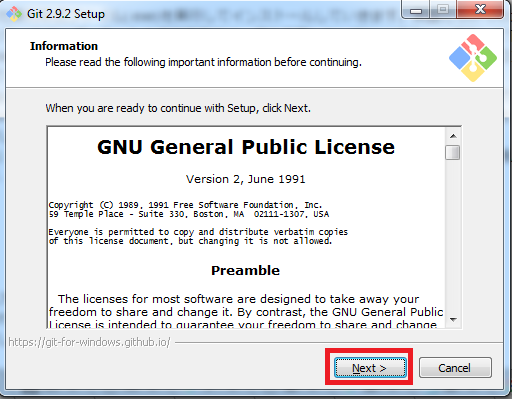 Git 2.9.2 Setup
Information
Please read the following important information before continuing.
When you are ready to continue with Setup, click Next.
GNU General Public License
Version 2, June 1991
Copyright (C) 1989, 1991 Free Software Foundation, Inc.
59 Temple Place - Suite 330, Boston, MA  02111-1307, USA
Everyone is permitted to copy and distribute verbatim copies
of this license document, but changing it is not allowed.
Preamble
The licenses for most software are designed to take away your
freedom to share and change it. By contrast, the GNU General Public
License is intended to guarantee your freedom to share and change
https://git-for-windows.github.io/
Next >
Cancel